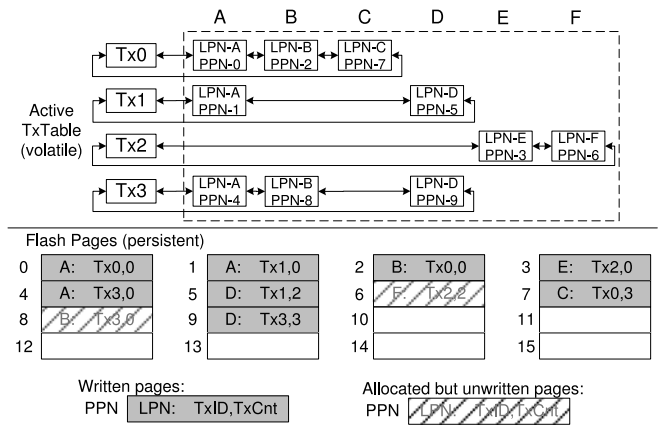 A B C D E F
Tx0 LPN-A PPN-0 LPN-B PPN-2 LPN-C PPN-7
Tx1 LPN-A PPN-1 LPN-D PPN-5
Active TxTable (volatile)
Tx2 LPN-E PPN-3 LPN-F PPN-6
Tx3 LPN-A PPN-4 LPN-B PPN-8 LPN-D PPN-9
Flash Pages (persistent)
0 A: Tx0,0 1 A: Tx1,0 2 B: Tx0,0 3 E: Tx2,0
4 A: Tx3,0 5 D: Tx1,2 6 F: Tx2,2 7 C: Tx0,3
8 B: Tx3,0 9 D: Tx3,3 10 11
12 13 14 15
Written pages:
PPN LPN: TxID,TxCnt
Allocated but unwritten pages:
PPN LPN: TxID,TxCnt